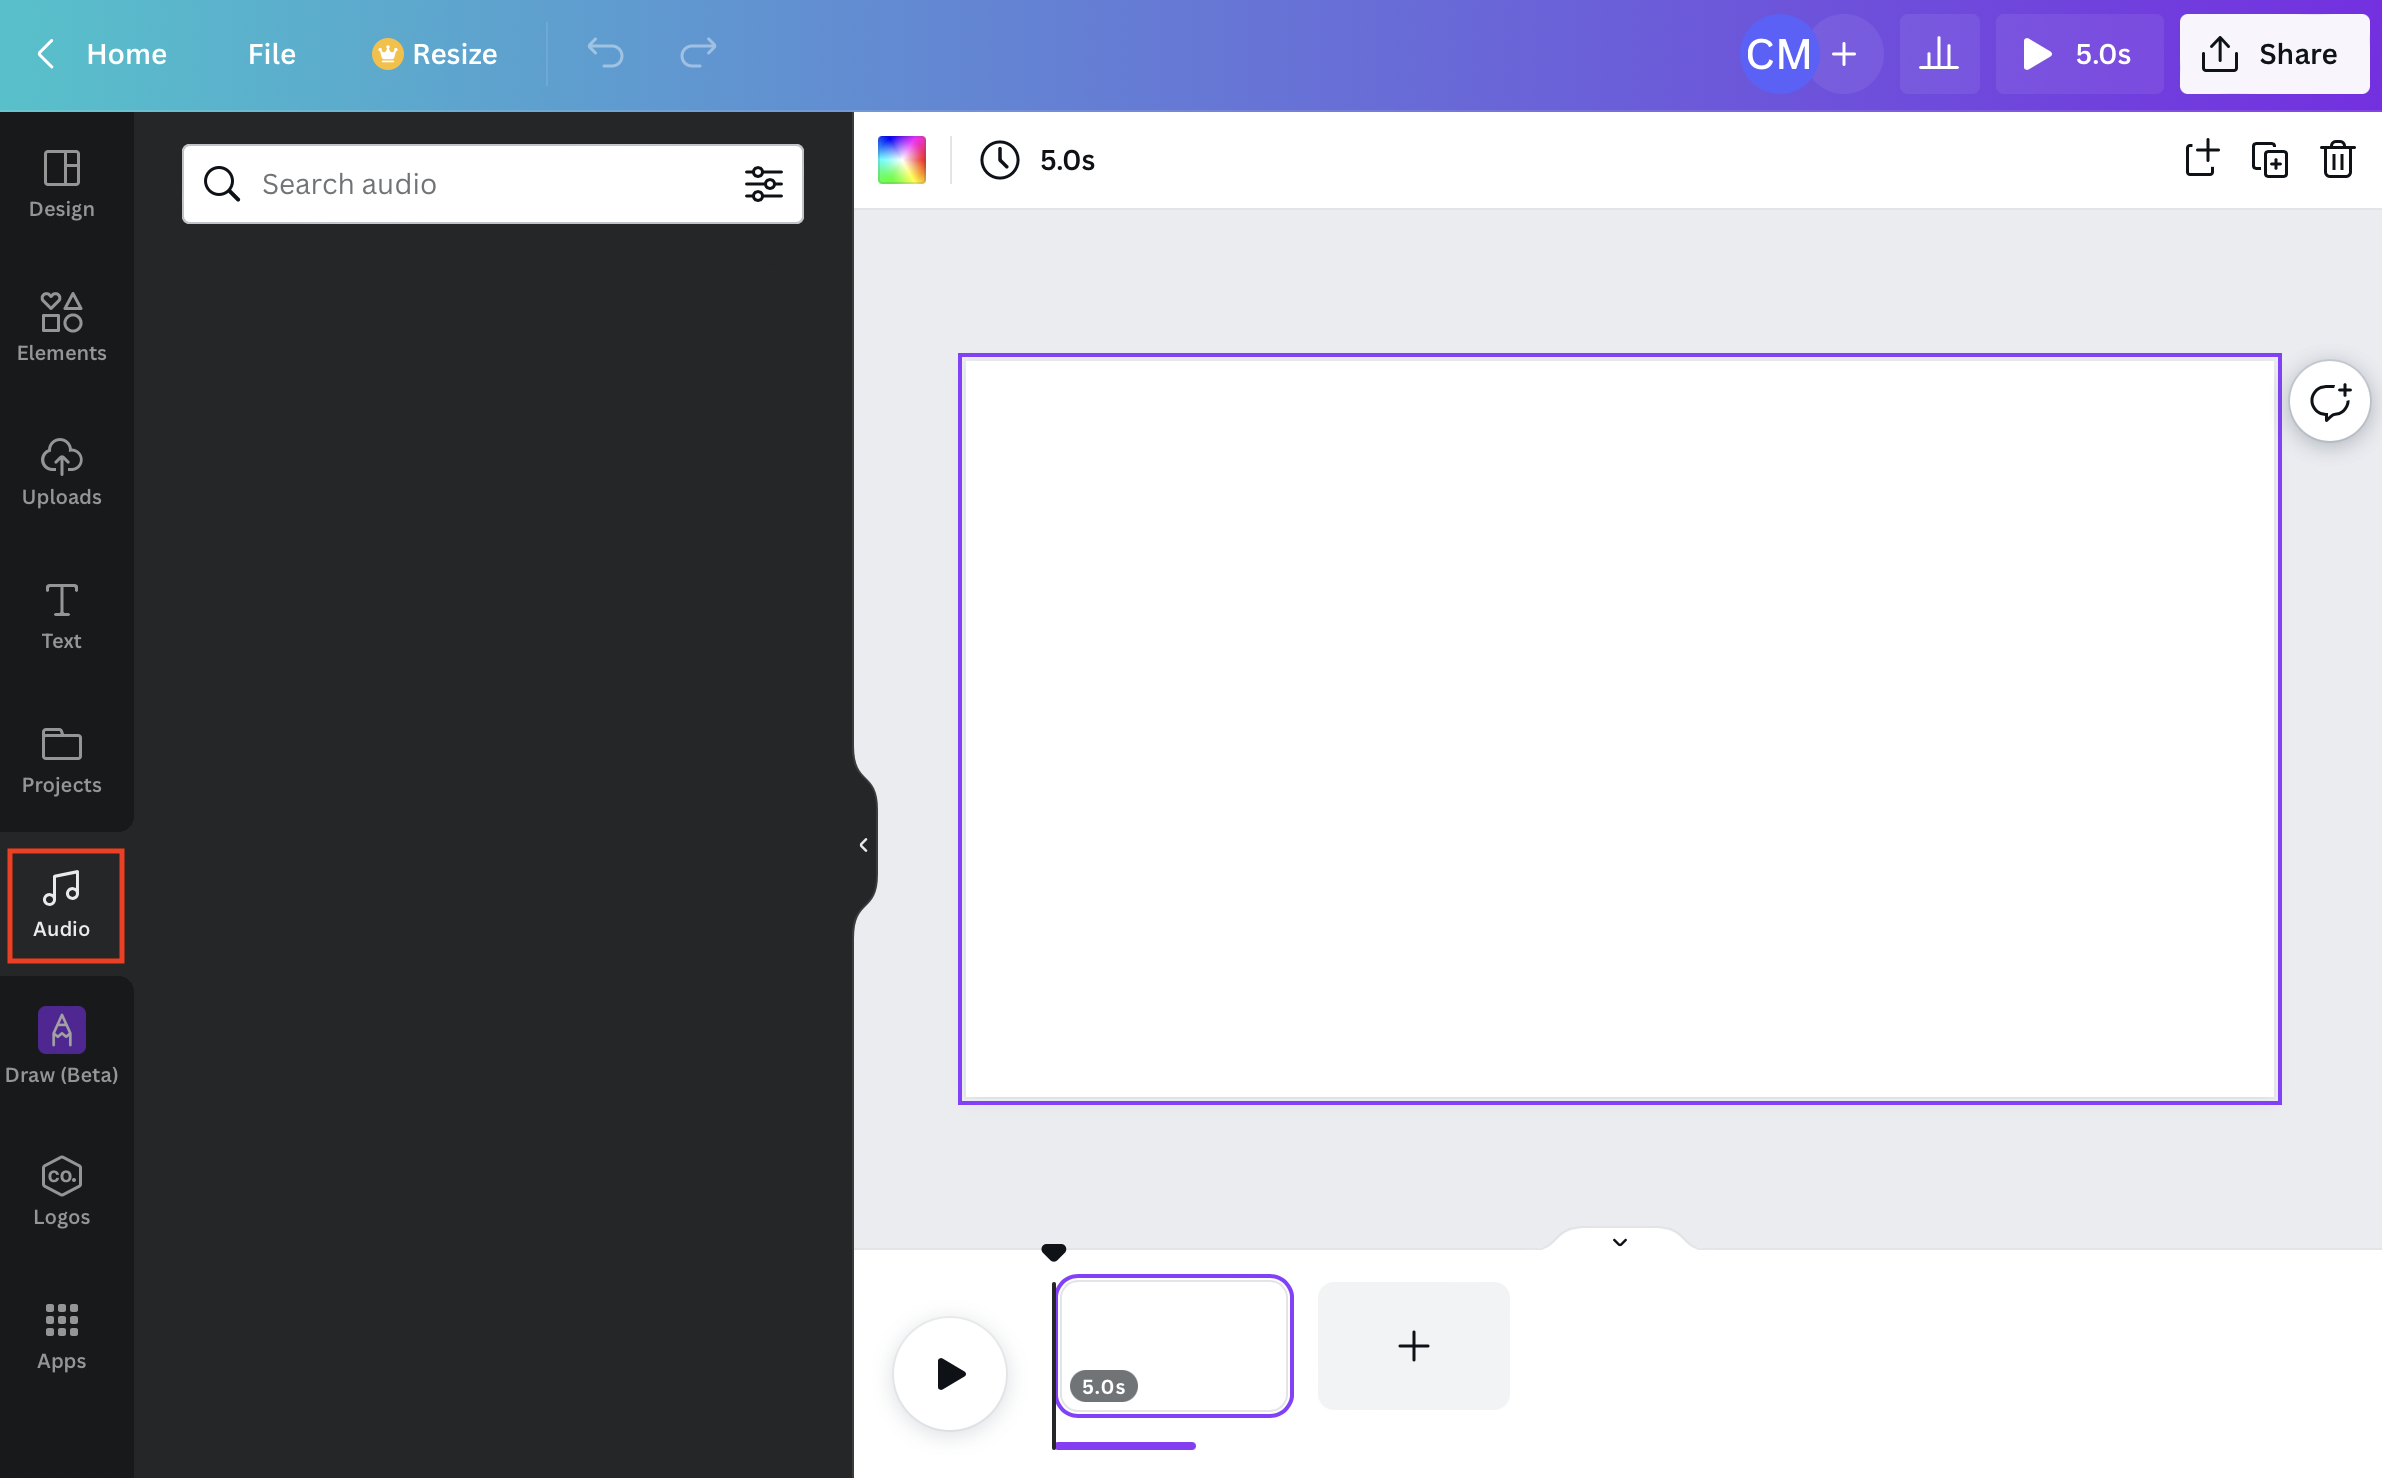 Home File Resize CM 5.0s Share
Search audio
5.0s
Design
Elements
Uploads
Text
Projects
Audio
Draw (Beta)
CO.
Logos
Apps
5.0s